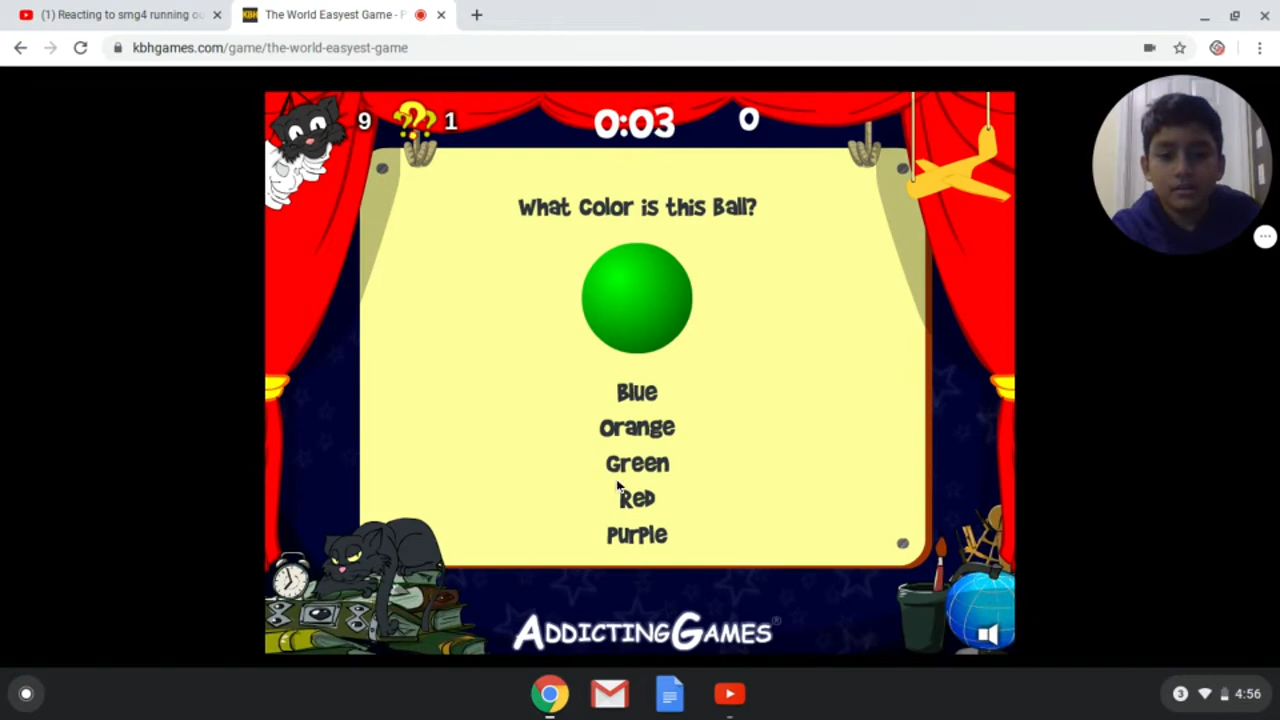 (1) Reacting to smg4 running ou
The World Easyest Game - P
kbhgames.com/game/the-world-easyest-game
9
??
1
0:03
0
What Color is this Ball?
Blue
Orange
Green
Red
Purple
AddictingGames®
3
4:56